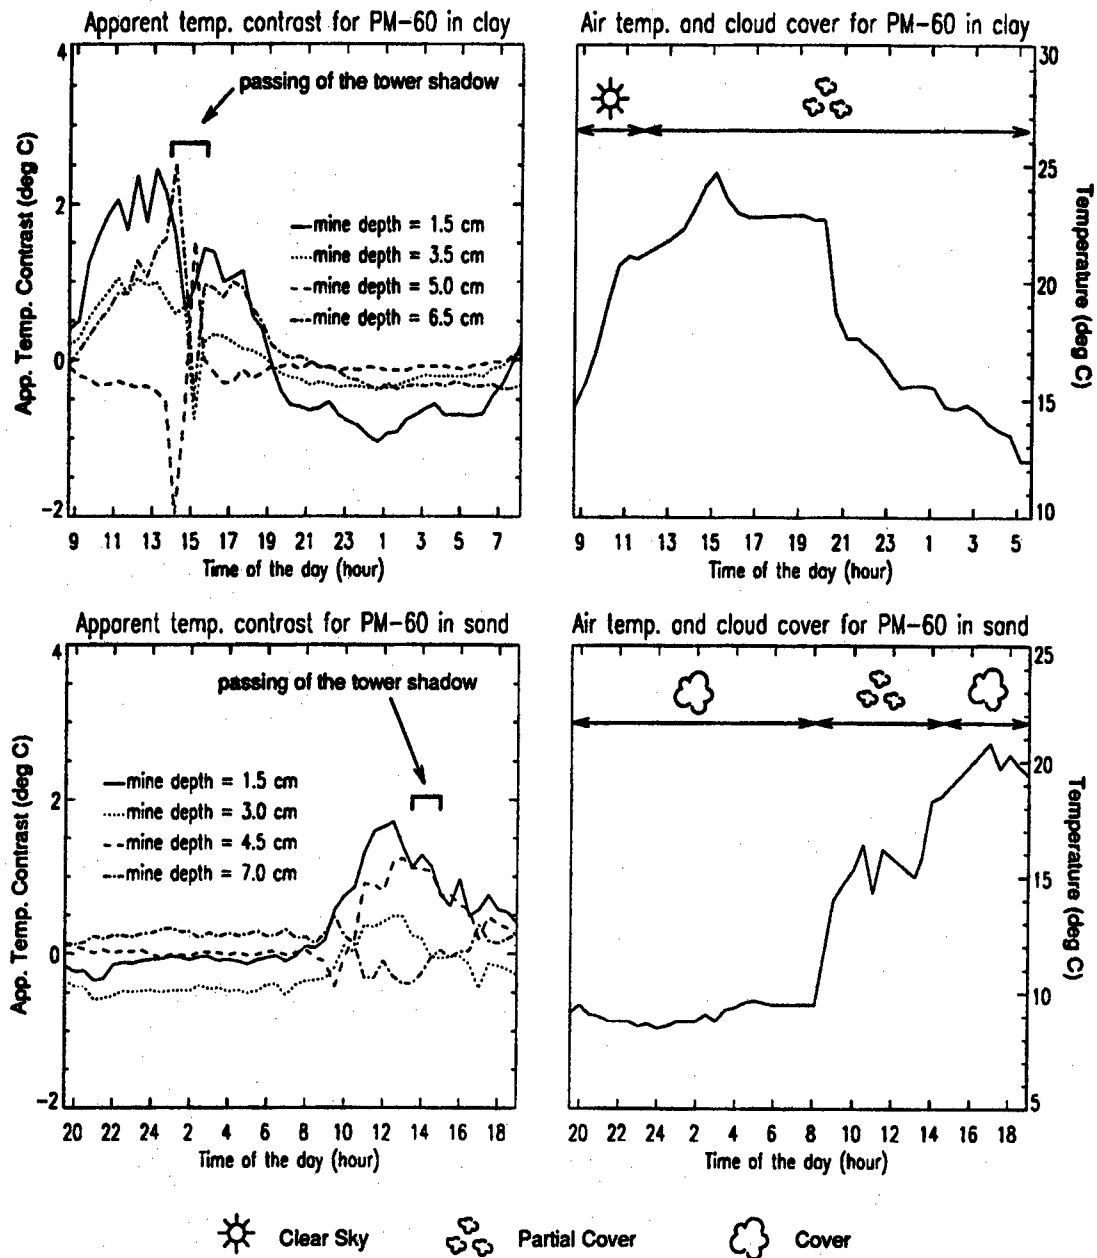 Apparent temp. contrast for PM-60 in clay
App. Temp. Contrast (deg C)
4
2
0
-2
passing of the tower shadow
mine depth = 1.5 cm
mine depth = 3.5 cm
mine depth = 5.0 cm
mine depth = 6.5 cm
9 11 13 15 17 19 21 23 1 3 5 7
Time of the day (hour)
Air temp. and cloud cover for PM-60 in clay
30
25
20
15
10
Temperature (deg C)
9 11 13 15 17 19 21 23 1 3 5
Time of the day (hour)
Apparent temp. contrast for PM-60 in sand
App. Temp. Contrast (deg C)
4
2
0
-2
passing of the tower shadow
mine depth = 1.5 cm
mine depth = 3.0 cm
mine depth = 4.5 cm
mine depth = 7.0 cm
20 22 24 2 4 6 8 10 12 14 16 18
Time of the day (hour)
Air temp. and cloud cover for PM-60 in sand
25
20
15
10
5
Temperature (deg C)
20 22 24 2 4 6 8 10 12 14 16 18
Time of the day (hour)
Clear Sky
Partial Cover
Cover